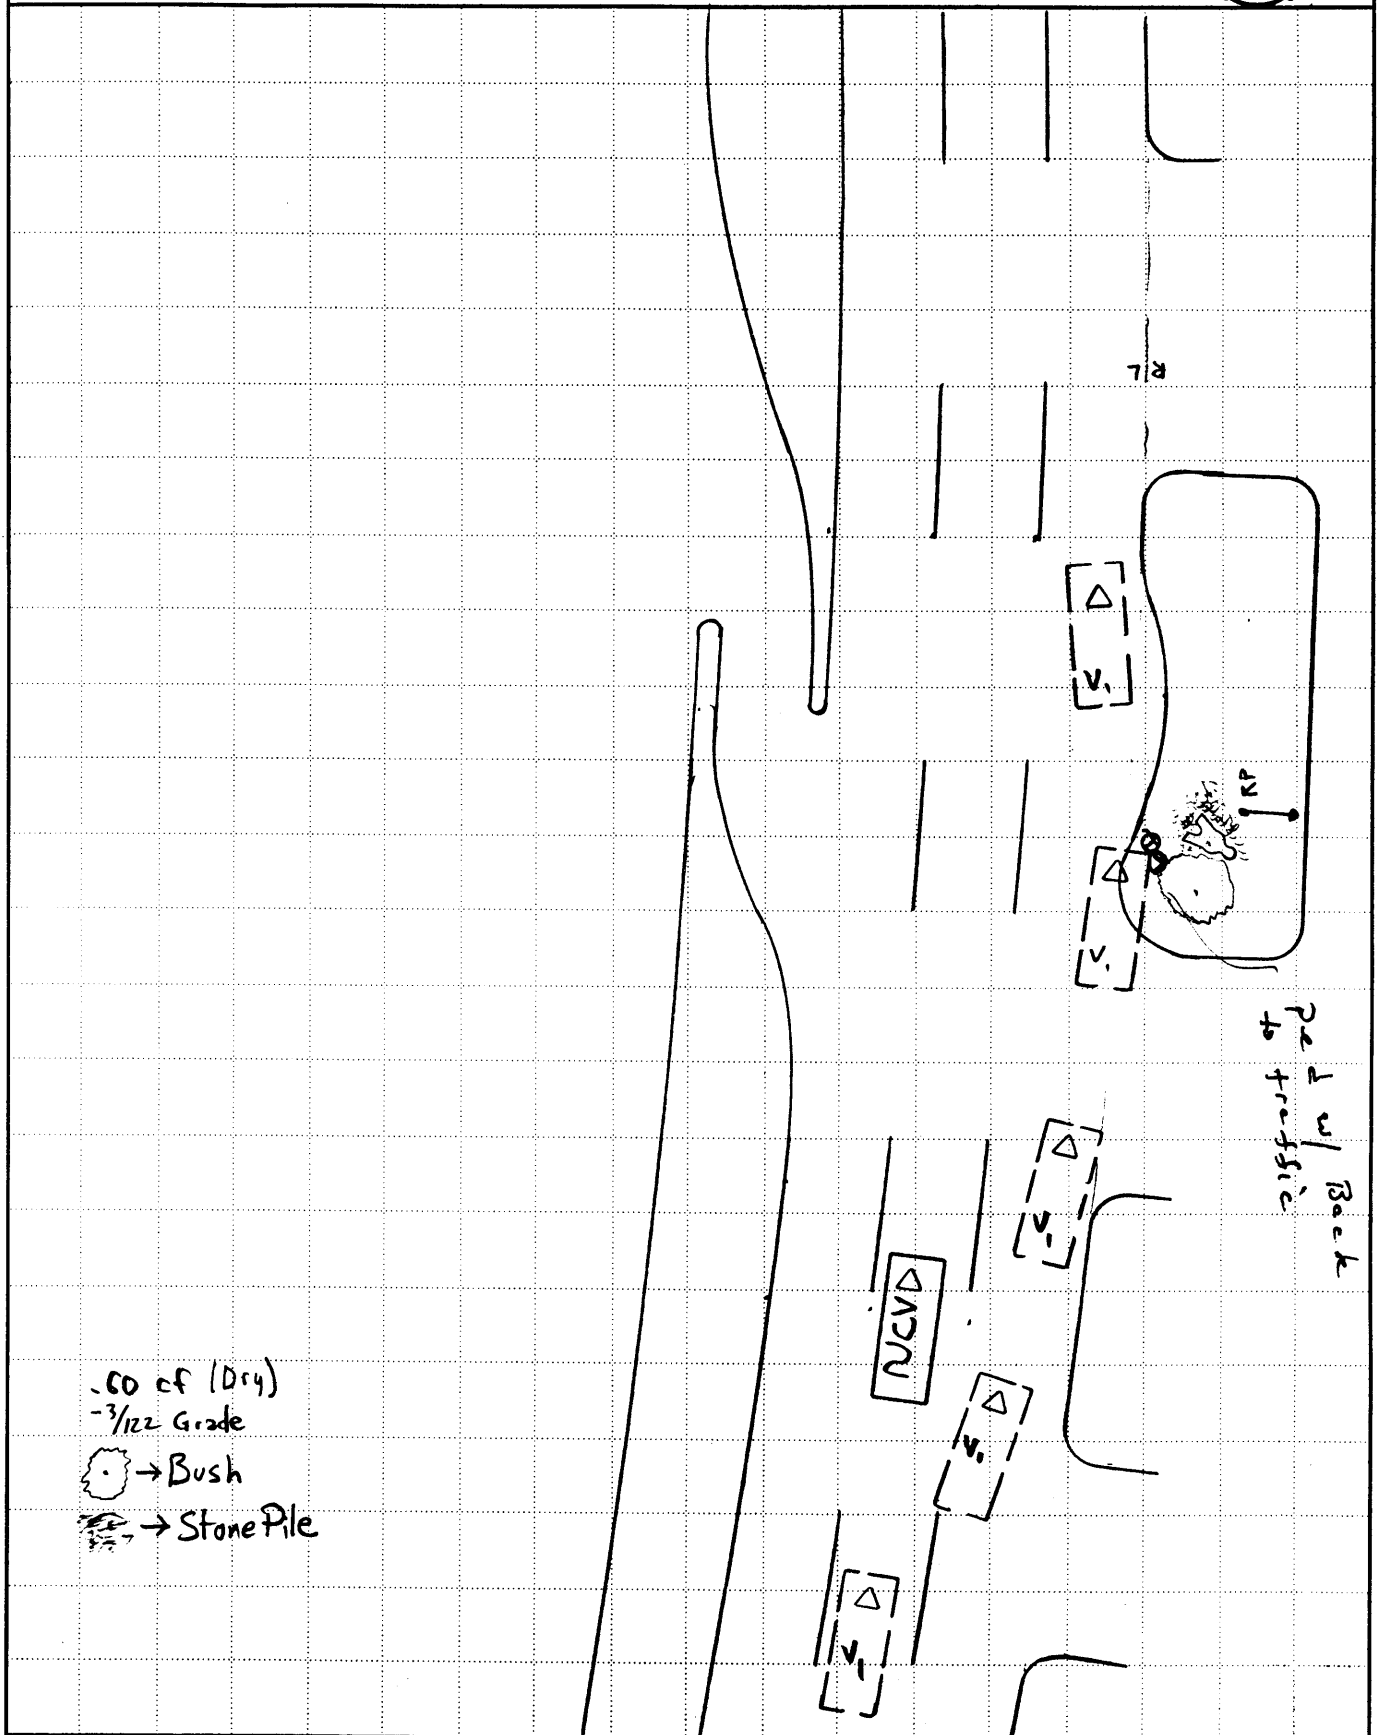 RL
V1
RP
V1
Ped w/ Back
to traffic
V1
NCV
V1
V1
.60 cf (Dry)
-3/122 Grade
→ Bush
→ Stone Pile